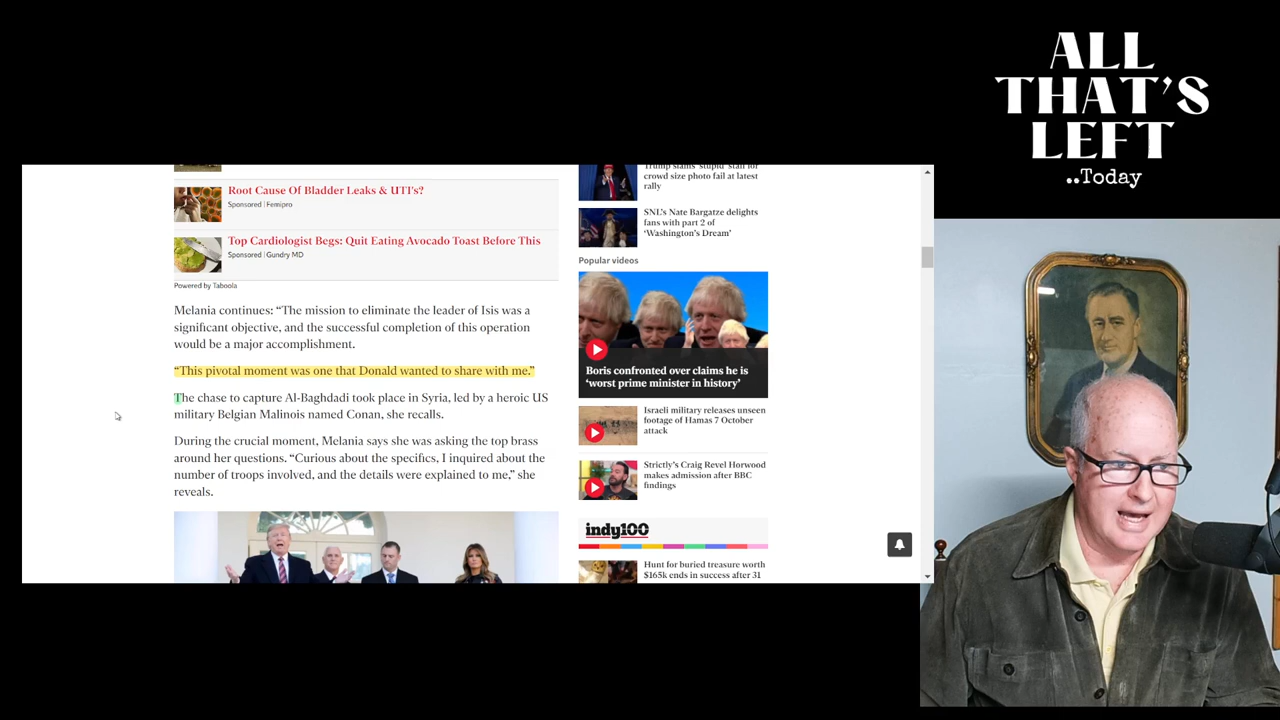 ALL
THAT'S
LEFT
..Today
Root Cause Of Bladder Leaks & UTI's?
Sponsored | Femipro
Top Cardiologist Begs: Quit Eating Avocado Toast Before This
Sponsored | Gundry MD
Powered by Taboola
Melania continues: “The mission to eliminate the leader of Isis was a
significant objective, and the successful completion of this operation
would be a major accomplishment.
“This pivotal moment was one that Donald wanted to share with me.”
The chase to capture Al-Baghdadi took place in Syria, led by a heroic US
military Belgian Malinois named Conan, she recalls.
During the crucial moment, Melania says she was asking the top brass
around her questions. “Curious about the specifics, I inquired about the
number of troops involved, and the details were explained to me,” she
reveals.
Trump slams ‘stupid’ staff for
crowd size photo fail at latest
rally
SNL’s Nate Bargatze delights
fans with part 2 of
‘Washington’s Dream’
Popular videos
Boris confronted over claims he is
‘worst prime minister in history’
Israeli military releases unseen
footage of Hamas 7 October
attack
Strictly’s Craig Revel Horwood
makes admission after BBC
findings
indy100
Hunt for buried treasure worth
$165k ends in success after 31